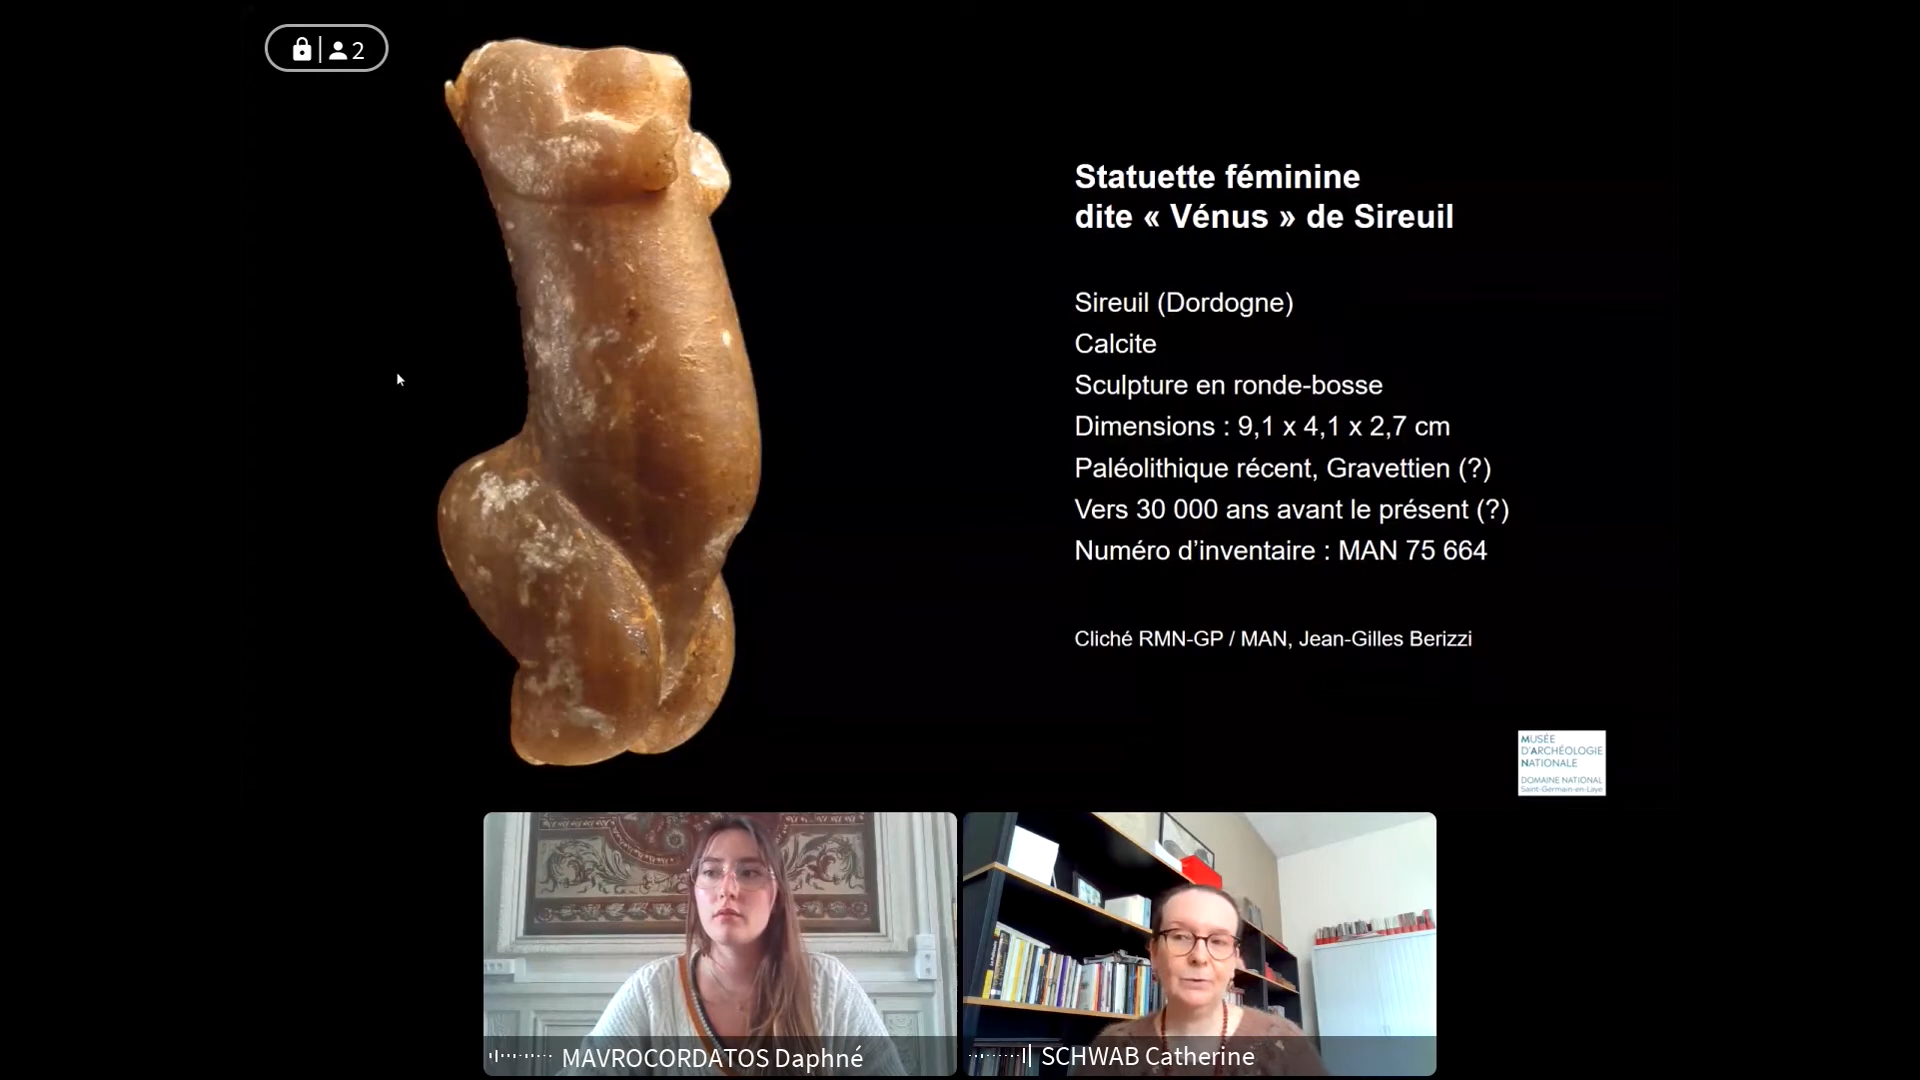 2
Statuette féminine
dite « Vénus » de Sireuil
Sireuil (Dordogne)
Calcite
Sculpture en ronde-bosse
Dimensions : 9,1 x 4,1 x 2,7 cm
Paléolithique récent, Gravettien (?)
Vers 30 000 ans avant le présent (?)
Numéro d’inventaire : MAN 75 664
Cliché RMN-GP / MAN, Jean-Gilles Berizzi
MUSÉE
D'ARCHÉOLOGIE
NATIONALE
DOMAINE NATIONAL
Saint-Germain-en-Laye
MAVROCORDATOS Daphné
SCHWAB Catherine